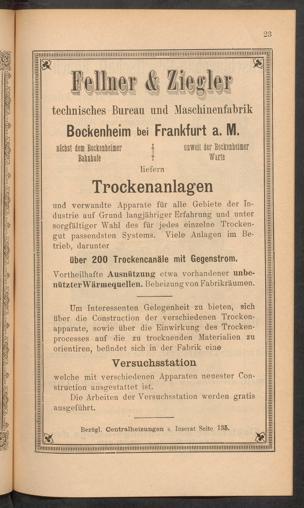 23
Fellner & Ziegler
technisches Bureau und Maschinenfabrik
Bockenheim bei Frankfurt a. M.
nächst dem Bockenheimer Bahnhofe
unweit der Bockenheimer Warte
liefern
Trockenanlagen
und verwandte Apparate für alle Gebiete der In-
dustrie auf Grund langjähriger Erfahrung und unter
sorgfältiger Wahl des für jedes einzelne Trocken-
gut passendsten Systems. Viele Anlagen im Be-
trieb, darunter
über 200 Trockencanäle mit Gegenstrom.
Vortheilhafte Ausnützung etwa vorhandener unbe-
nützter Wärmequellen. Beheizung von Fabrikräumen.
Um Interessenten Gelegenheit zu bieten, sich
über die Construction der verschiedenen Trocken-
apparate, sowie über die Einwirkung des Trocken-
processes auf die zu trocknenden Materialien zu
orientiren, befindet sich in der Fabrik eine
Versuchsstation
welche mit verschiedenen Apparaten neuester Con-
struction ausgestattet ist.
Die Arbeiten der Versuchsstation werden gratis
ausgeführt.
Bezügl. Centralheizungen s. Inserat Seite 135.